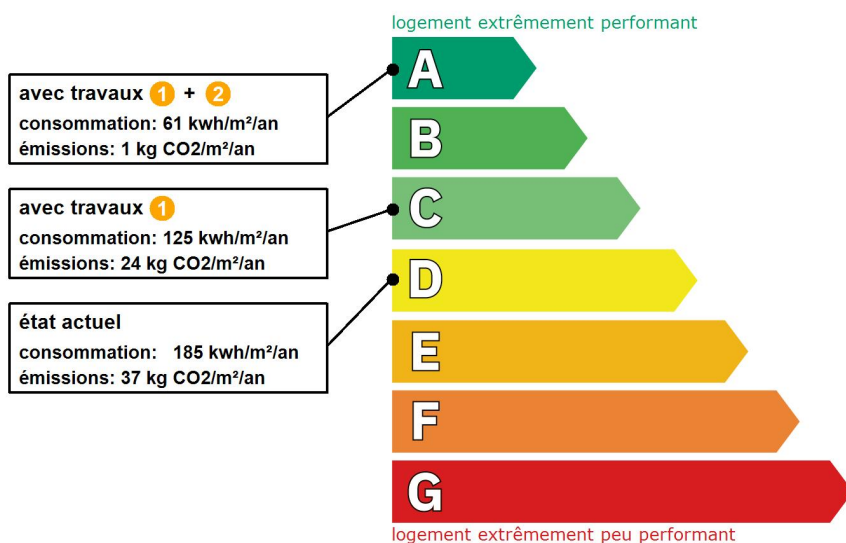 logement extrêmement performant
A
avec travaux 1 + 2
consommation: 61 kwh/m²/an
émissions: 1 kg CO2/m²/an
B
avec travaux 1
consommation: 125 kwh/m²/an
émissions: 24 kg CO2/m²/an
C
D
état actuel
consommation: 185 kwh/m²/an
émissions: 37 kg CO2/m²/an
E
F
G
logement extrêmement peu performant